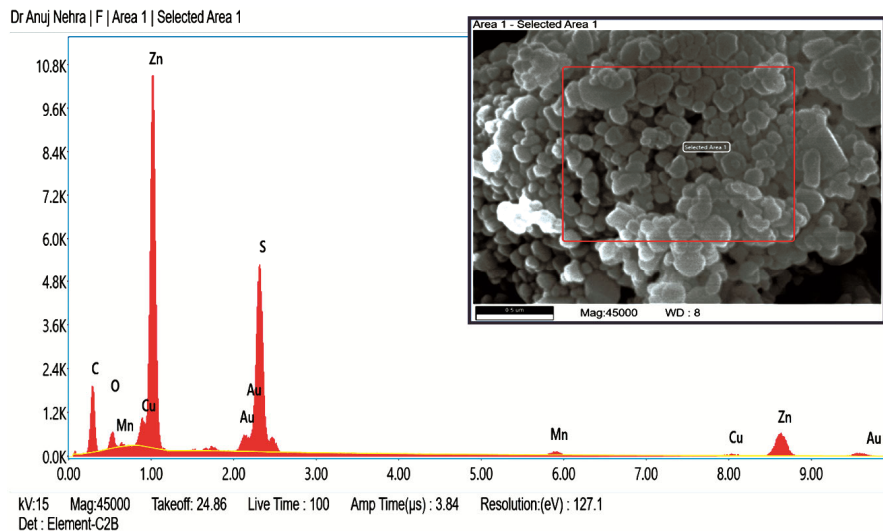 Dr Anuj Nehra | F | Area 1 | Selected Area 1
Area 1 - Selected Area 1
Selected Area 1
0.5 µm
Mag:45000 WD : 8
10.8K
9.6K
8.4K
7.2K
6.0K
4.8K
3.6K
2.4K
1.2K
0.0K
Zn
S
C
O
Mn
Cu
Au
Au
Mn
Cu
Zn
Au
0.00 1.00 2.00 3.00 4.00 5.00 6.00 7.00 8.00 9.00
kV:15 Mag:45000 Takeoff: 24.86 Live Time : 100 Amp Time(µs) : 3.84 Resolution:(eV) : 127.1
Det : Element-C2B